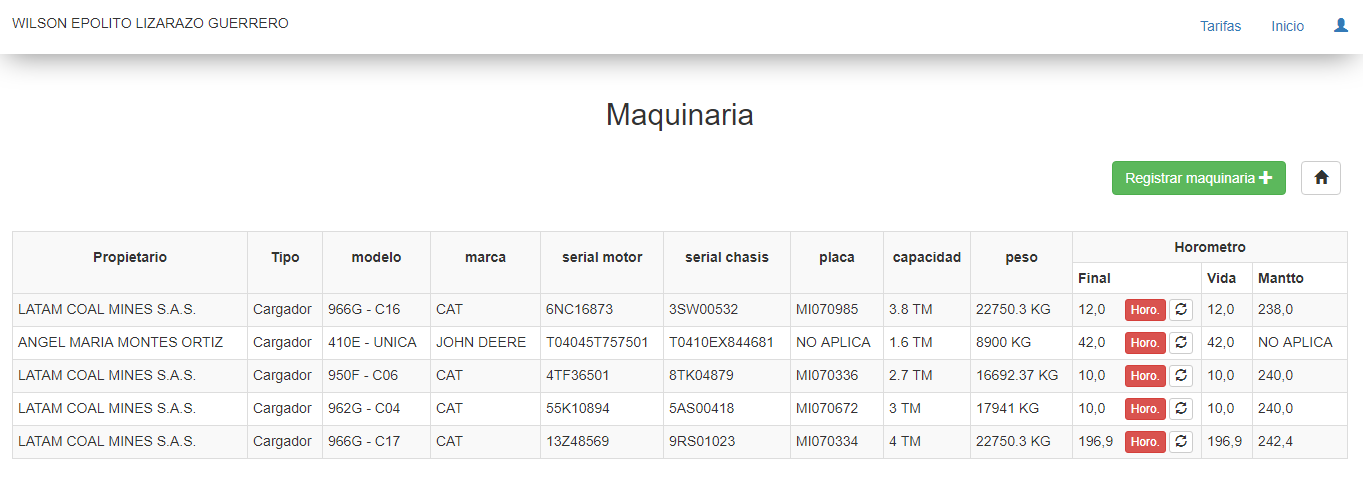 WILSON EPOLITO LIZARAZO GUERRERO Tarifas Inicio
Maquinaria
Registrar maquinaria
Propietario Tipo modelo marca serial motor serial chasis placa capacidad peso Horometro
Final Vida Mantto
LATAM COAL MINES S.A.S. Cargador 966G - C16 CAT 6NC16873 3SW00532 MI070985 3.8 TM 22750.3 KG 12,0 Horo. 12,0 238,0
ANGEL MARIA MONTES ORTIZ Cargador 410E - UNICA JOHN DEERE T04045T757501 T0410EX844681 NO APLICA 1.6 TM 8900 KG 42,0 Horo. 42,0 NO APLICA
LATAM COAL MINES S.A.S. Cargador 950F - C06 CAT 4TF36501 8TK04879 MI070336 2.7 TM 16692.37 KG 10,0 Horo. 10,0 240,0
LATAM COAL MINES S.A.S. Cargador 962G - C04 CAT 55K10894 5AS00418 MI070672 3 TM 17941 KG 10,0 Horo. 10,0 240,0
LATAM COAL MINES S.A.S. Cargador 966G - C17 CAT 13Z48569 9RS01023 MI070334 4 TM 22750.3 KG 196,9 Horo. 196,9 242,4